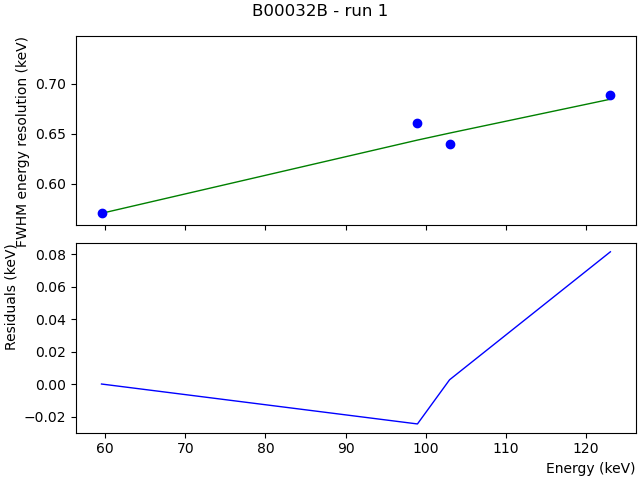 B00032B - run 1
FWHM energy resolution (keV)
0.70
0.65
0.60
Residuals (keV)
0.08
0.06
0.04
0.02
0.00
−0.02
60 70 80 90 100 110 120
Energy (keV)